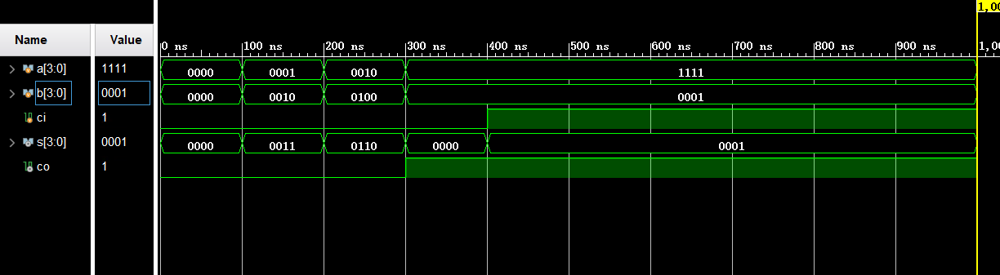 1,00
Name Value
0 ns 100 ns 200 ns 300 ns 400 ns 500 ns 600 ns 700 ns 800 ns 900 ns 1,00
a[3:0] 1111 0000 0001 0010 1111
b[3:0] 0001 0000 0010 0100 0001
ci 1
s[3:0] 0001 0000 0011 0110 0000 0001
co 1